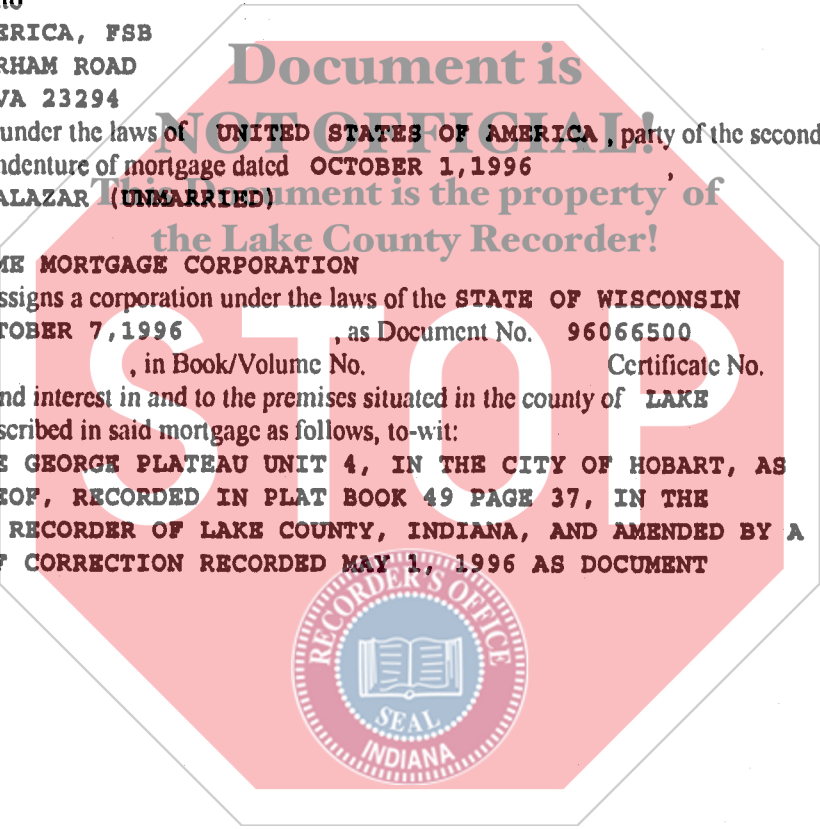 ERICA, FSB
RHAM ROAD
VA 23294
under the laws of UNITED STATES OF AMERICA, party of the second
ndenture of mortgage dated OCTOBER 1,1996 ,
ALAZAR (UNMARRIED)
ME MORTGAGE CORPORATION
ssigns a corporation under the laws of the STATE OF WISCONSIN
TOBER 7,1996 , as Document No. 96066500
, in Book/Volume No. Certificate No.
nd interest in and to the premises situated in the county of LAKE
scribed in said mortgage as follows, to-wit:
E GEORGE PLATEAU UNIT 4, IN THE CITY OF HOBART, AS
EOF, RECORDED IN PLAT BOOK 49 PAGE 37, IN THE
RECORDER OF LAKE COUNTY, INDIANA, AND AMENDED BY A
F CORRECTION RECORDED MAY 1, 1996 AS DOCUMENT
Document is
NOT OFFICIAL!
This Document is the property of
the Lake County Recorder!
STOP
RECORDER'S OFFICE
SEAL
INDIANA